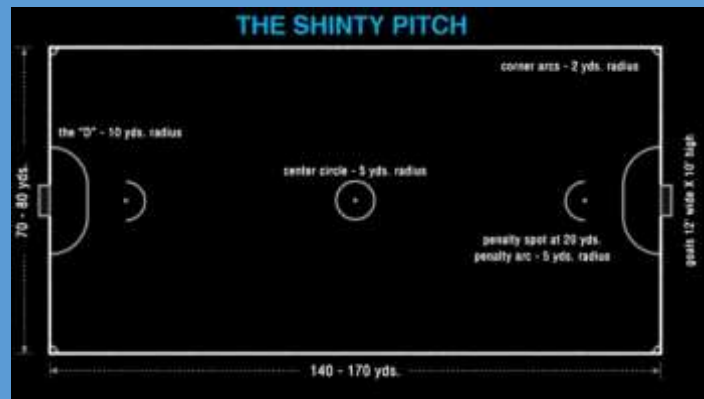 THE SHINTY PITCH
corner arcs - 2 yds. radius
the "D" - 10 yds. radius
center circle - 5 yds. radius
70 - 80 yds.
goals 12' wide X 10' high
penalty spot at 20 yds.
penalty arc - 5 yds. radius
140 - 170 yds.